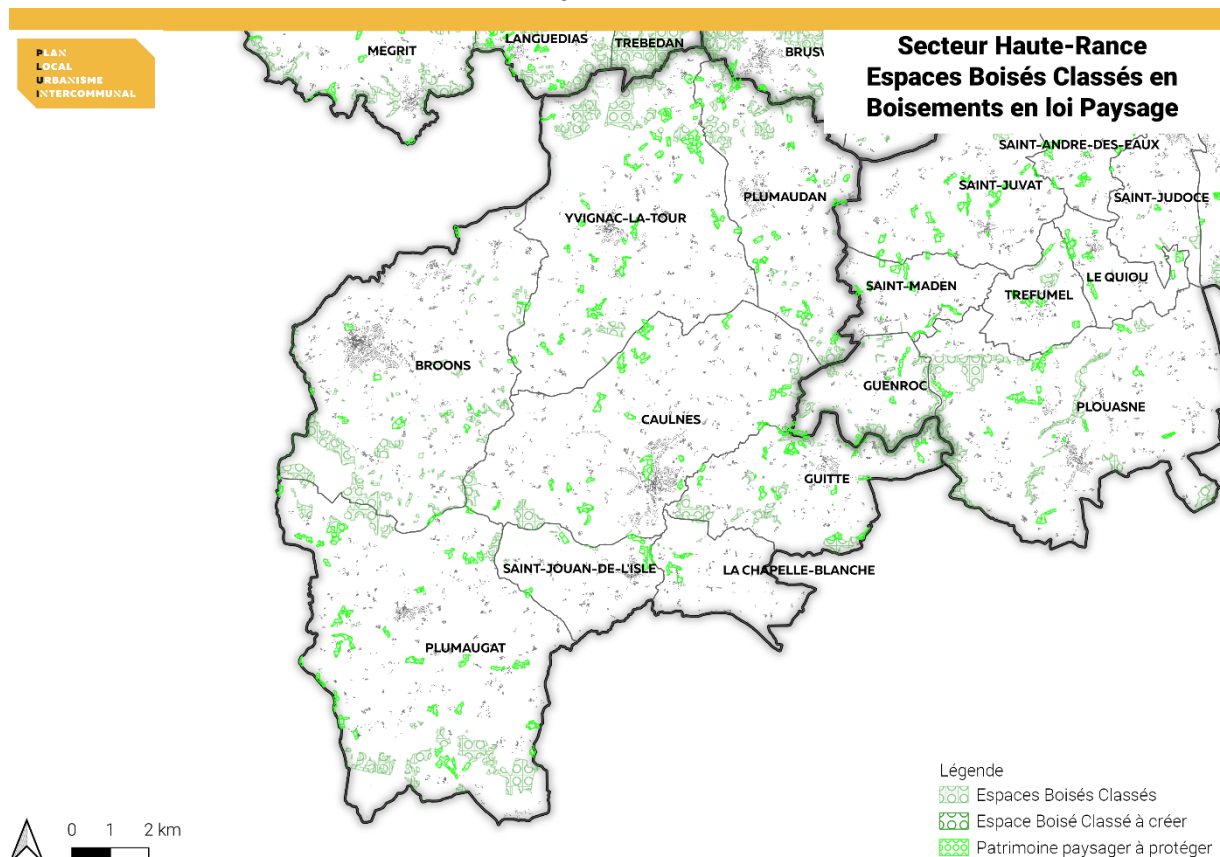 PLAN
LOCAL
URBANISME
INTERCOMMUNAL
Secteur Haute-Rance
Espaces Boisés Classés en
Boisements en loi Paysage
MEGRIT
LANGUEDIAS
TREBEDAN
SAINT-ANDRE-DES-EAUX
SAINT-JUVAT
SAINT-JUDOCE
PLUMAUDAN
YVIGNAC-LA-TOUR
SAINT-MADEN
LE QUIOU
TREFUMEL
BROONS
GUENROC
PLOUASNE
CAULNES
GUITTE
SAINT-JOUAN-DE-L'ISLE
LA CHAPELLE-BLANCHE
PLUMAUGAT
Légende
Espaces Boisés Classés
Espace Boisé Classé à créer
Patrimoine paysager à protéger
0 1 2 km